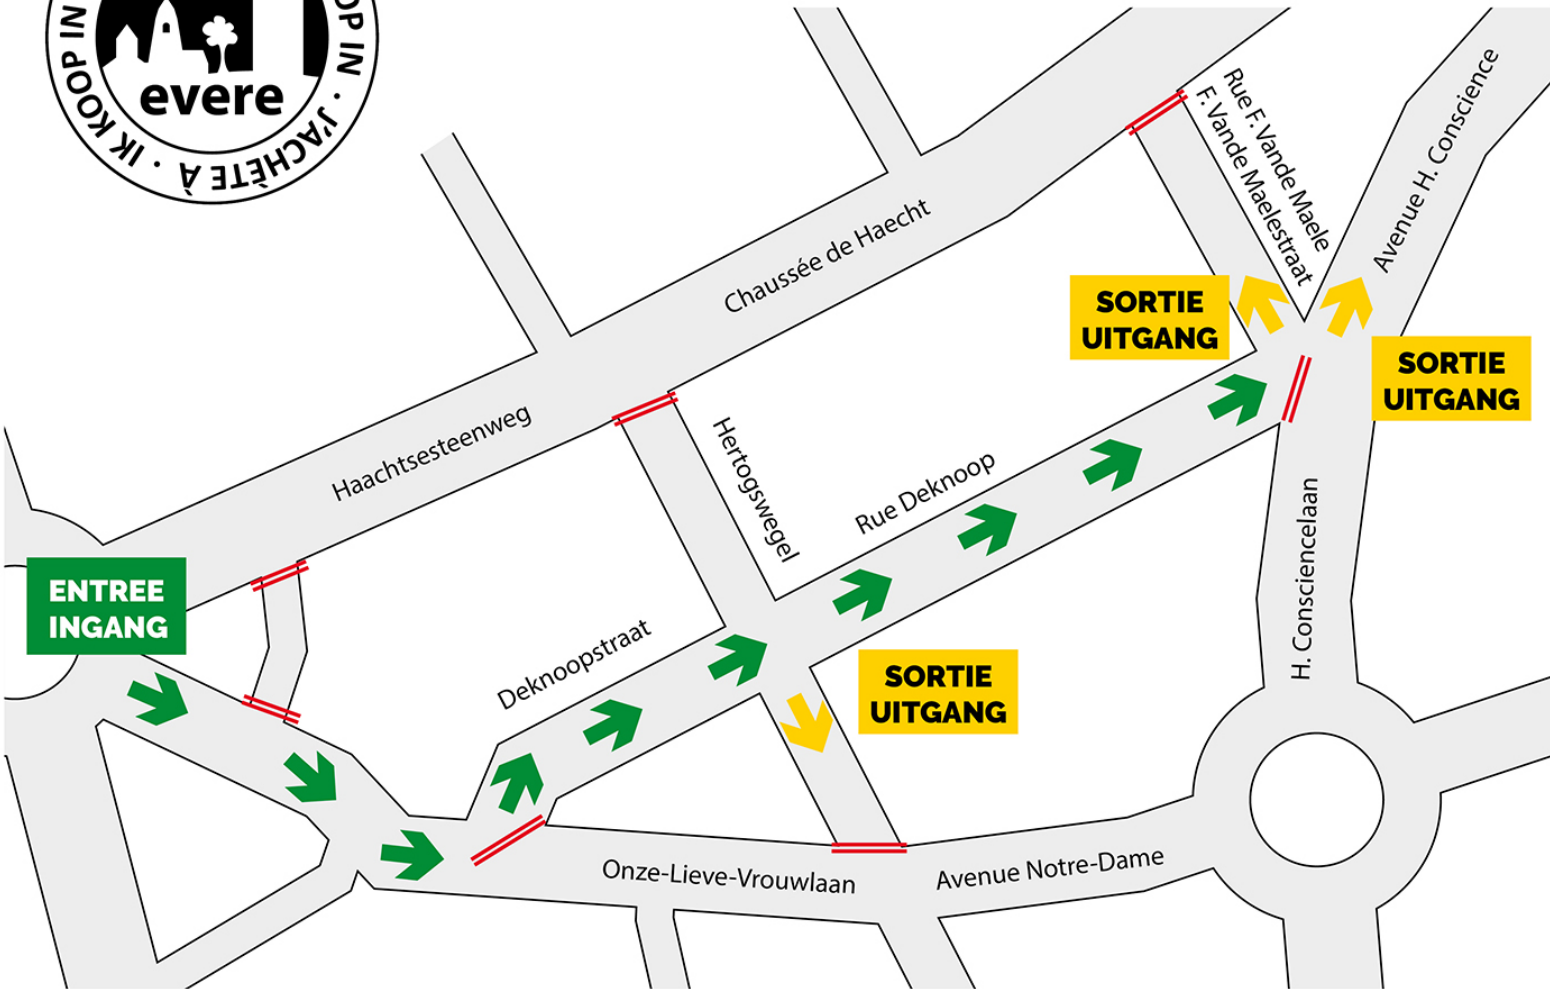 OP IN · J'ACHÈTE À · IK KOOP IN
evere
Rue F. Vande Maele
F. Vande Maelestraat
Avenue H. Conscience
Chaussée de Haecht
SORTIE
UITGANG
SORTIE
UITGANG
Haachtsesteenweg
Hertogswegel
Rue Deknoop
H. Consciencelaan
ENTREE
INGANG
Deknoopstraat
SORTIE
UITGANG
Onze-Lieve-Vrouwlaan
Avenue Notre-Dame